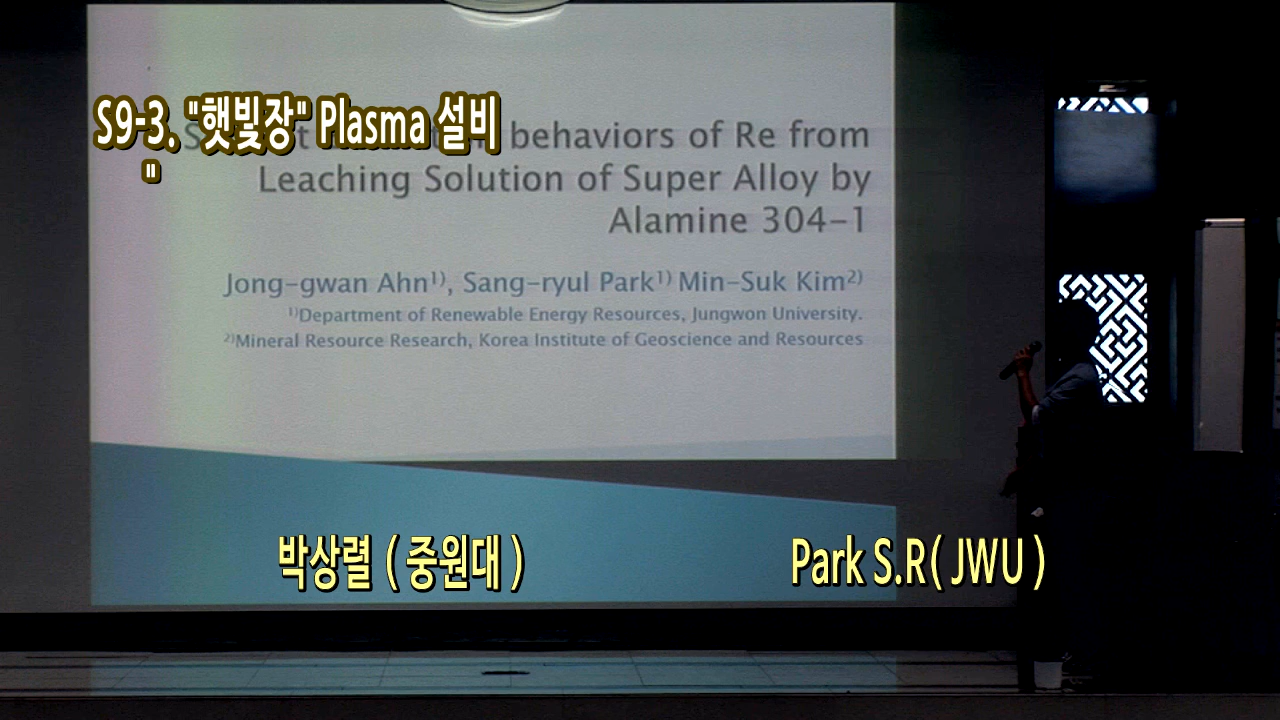 S9-3. "햇빛장" Plasma 설비
"
behaviors of Re from
Leaching Solution of Super Alloy by
Alamine 304-1
Jong-gwan Ahn¹⁾, Sang-ryul Park¹⁾ Min-Suk Kim²⁾
¹⁾Department of Renewable Energy Resources, Jungwon University.
²⁾Mineral Resource Research, Korea Institute of Geoscience and Resources
박상렬 ( 중원대 )
Park S.R( JWU )